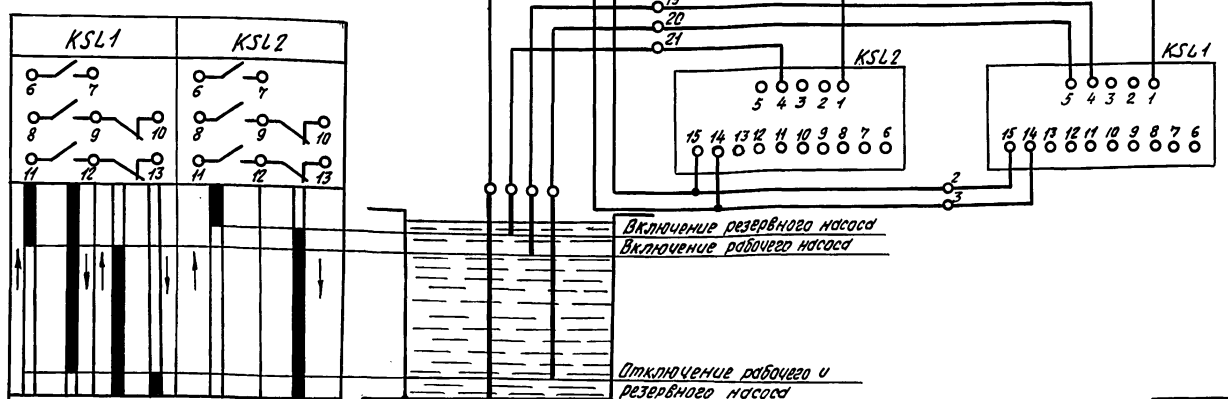 KSL1 KSL2
6 7 6 7
8 9 10 8 9 10
11 12 13 11 12 13
19
20
21
KSL2
5 4 3 2 1
15 14 13 12 11 10 9 8 7 6
KSL1
5 4 3 2 1
15 14 13 12 11 10 9 8 7 6
2
3
Включение резервного насоса
Включение рабочего насоса
Отключение рабочего и
резервного насоса